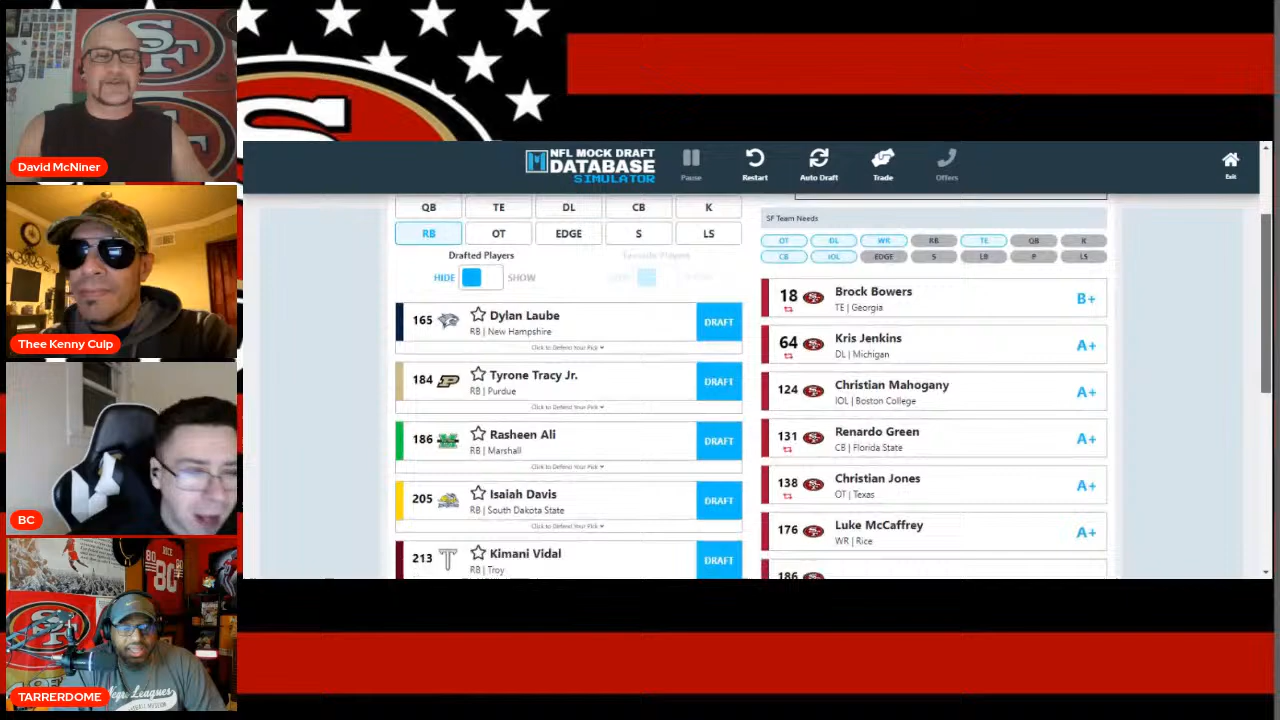 David McNiner
Thee Kenny Culp
BC
TARRERDOME
NFL MOCK DRAFT
DATABASE
SIMULATOR
Pause
Restart
Auto Draft
Trade
Offers
Exit
QB TE DL CB K
RB OT EDGE S LS
Drafted Players
HIDE SHOW
165 Dylan Laube DRAFT
RB | New Hampshire
Click to Defend Your Pick
184 Tyrone Tracy Jr. DRAFT
RB | Purdue
Click to Defend Your Pick
186 Rasheen Ali DRAFT
RB | Marshall
Click to Defend Your Pick
205 Isaiah Davis DRAFT
RB | South Dakota State
Click to Defend Your Pick
213 Kimani Vidal DRAFT
RB | Troy
SF Team Needs
OT DL WR RB TE QB K
CB IOL EDGE S LB P LS
18 Brock Bowers B+
TE | Georgia
64 Kris Jenkins A+
DL | Michigan
124 Christian Mahogany A+
IOL | Boston College
131 Renardo Green A+
CB | Florida State
138 Christian Jones A+
OT | Texas
176 Luke McCaffrey A+
WR | Rice
186
SF
80 80
RICE